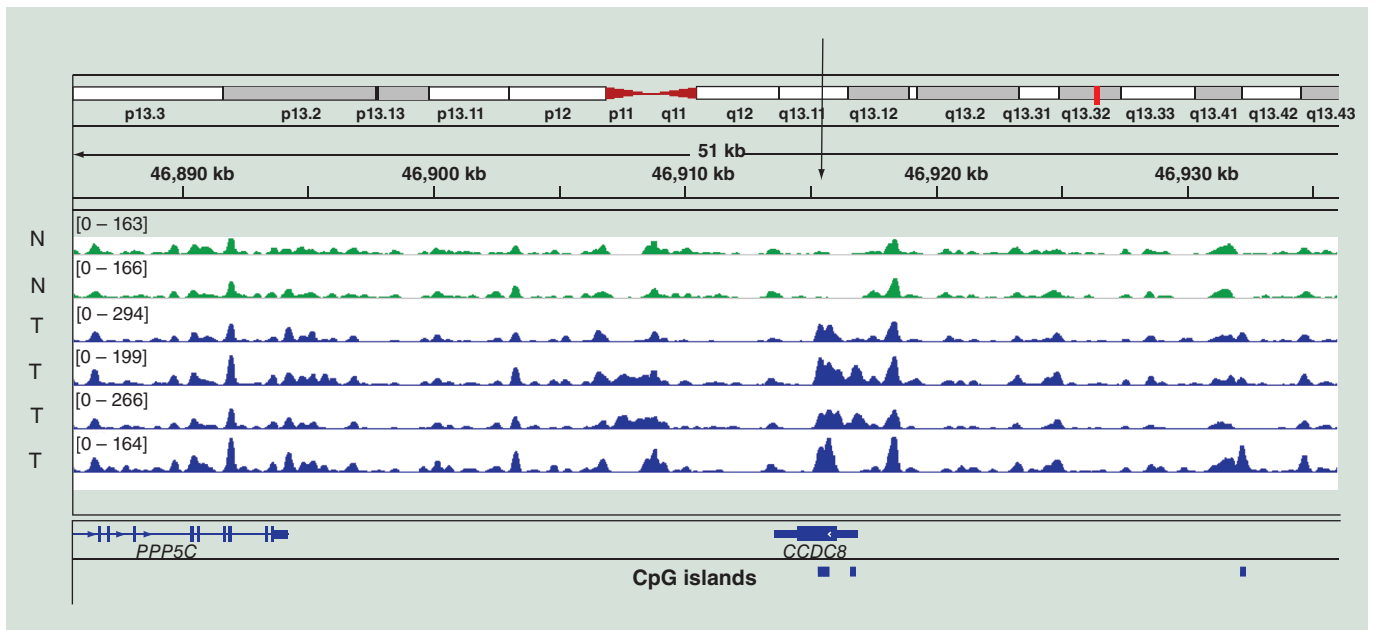 p13.3 p13.2 p13.13 p13.11 p12 p11 q11 q12 q13.11 q13.12 q13.2 q13.31 q13.32 q13.33 q13.41 q13.42 q13.43
51 kb
46,890 kb 46,900 kb 46,910 kb 46,920 kb 46,930 kb
[0 – 163]
N
[0 – 166]
N
[0 – 294]
T
[0 – 199]
T
[0 – 266]
T
[0 – 164]
T
PPP5C CCDC8
CpG islands